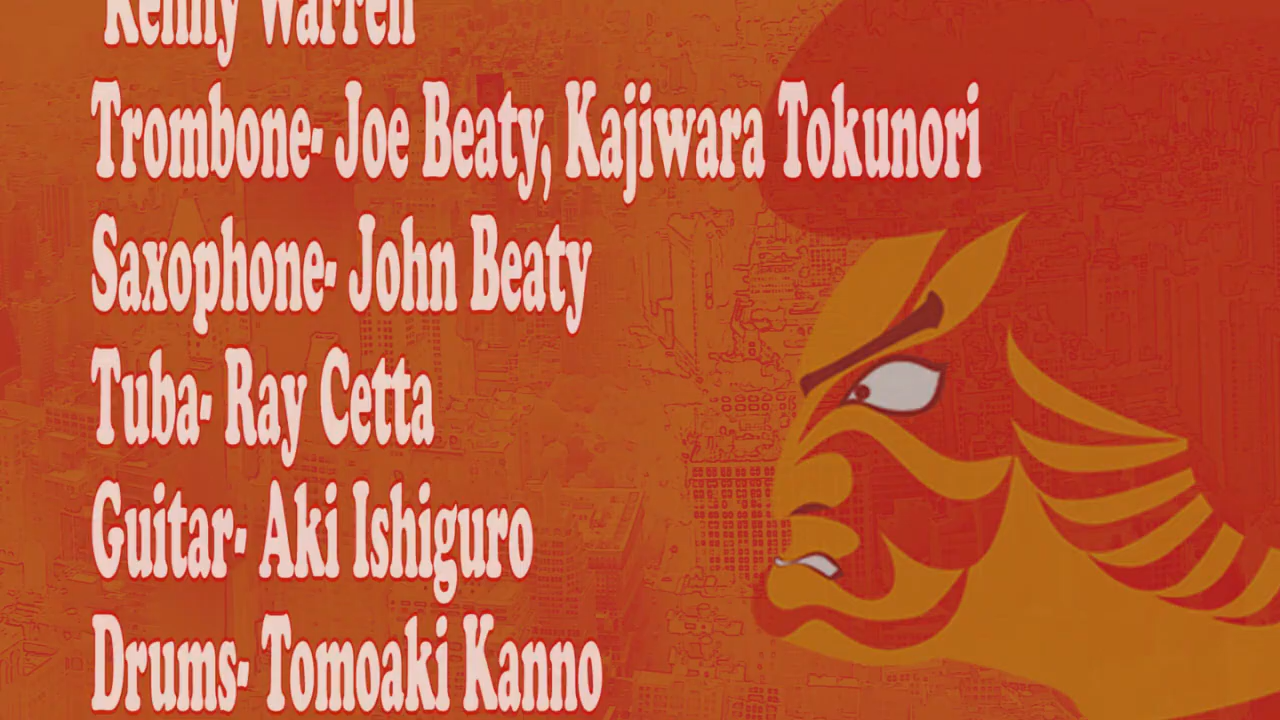 Kenny Warren
Trombone- Joe Beaty, Kajiwara Tokunori
Saxophone- John Beaty
Tuba- Ray Cetta
Guitar- Aki Ishiguro
Drums- Tomoaki Kanno